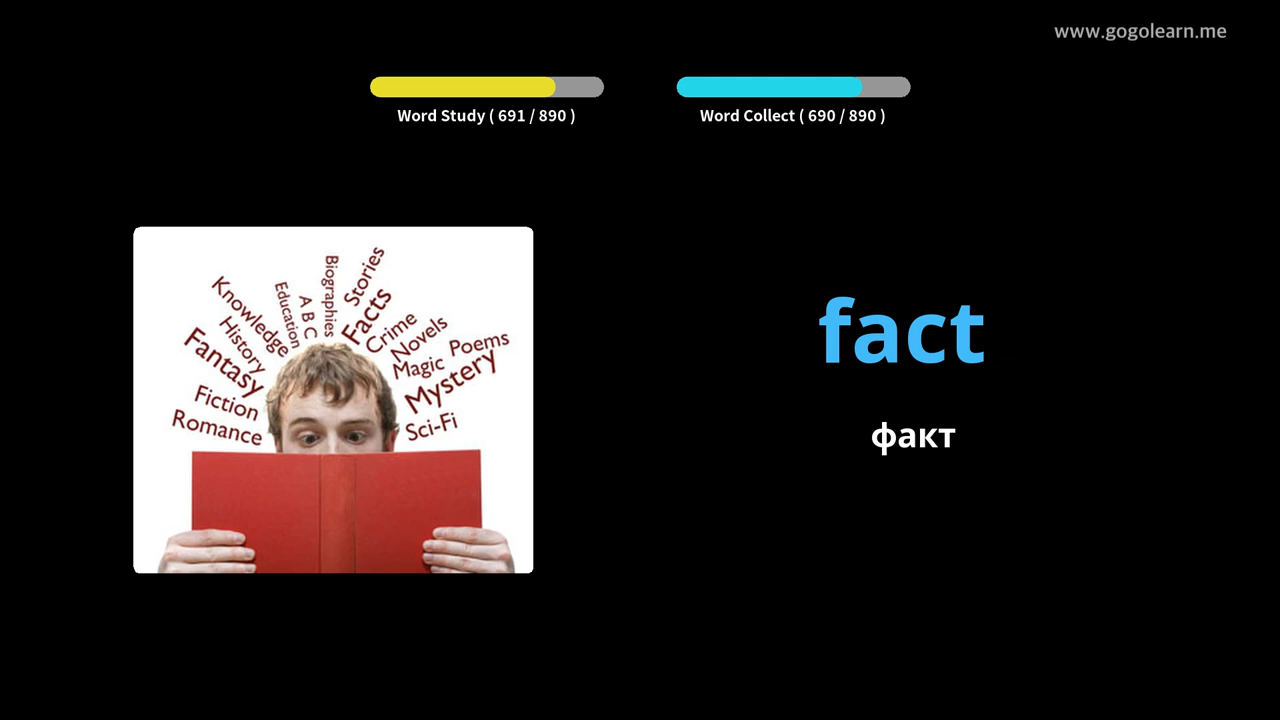 www.gogolearn.me
Word Study ( 691 / 890 )
Word Collect ( 690 / 890 )
Romance
Fiction
Fantasy
History
Knowledge
Education
A B C
Biographies
Stories
Facts
Crime
Novels
Magic
Poems
Mystery
Sci-Fi
fact
факт